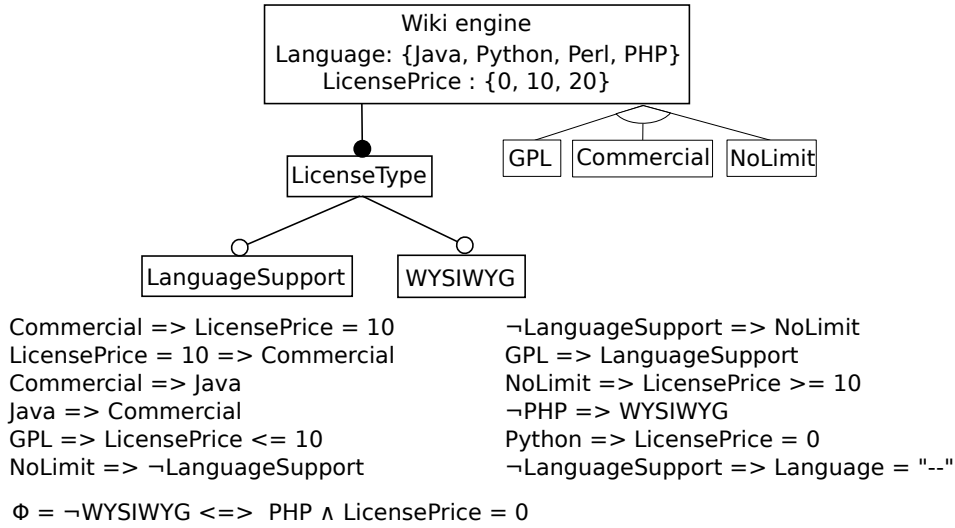 Wiki engine
Language: {Java, Python, Perl, PHP}
LicensePrice : {0, 10, 20}
GPL
Commercial
NoLimit
LicenseType
LanguageSupport
WYSIWYG
Commercial => LicensePrice = 10
LicensePrice = 10 => Commercial
Commercial => Java
Java => Commercial
GPL => LicensePrice <= 10
NoLimit => ¬LanguageSupport
¬LanguageSupport => NoLimit
GPL => LanguageSupport
NoLimit => LicensePrice >= 10
¬PHP => WYSIWYG
Python => LicensePrice = 0
¬LanguageSupport => Language = "--"
Φ = ¬WYSIWYG <=> PHP ∧ LicensePrice = 0